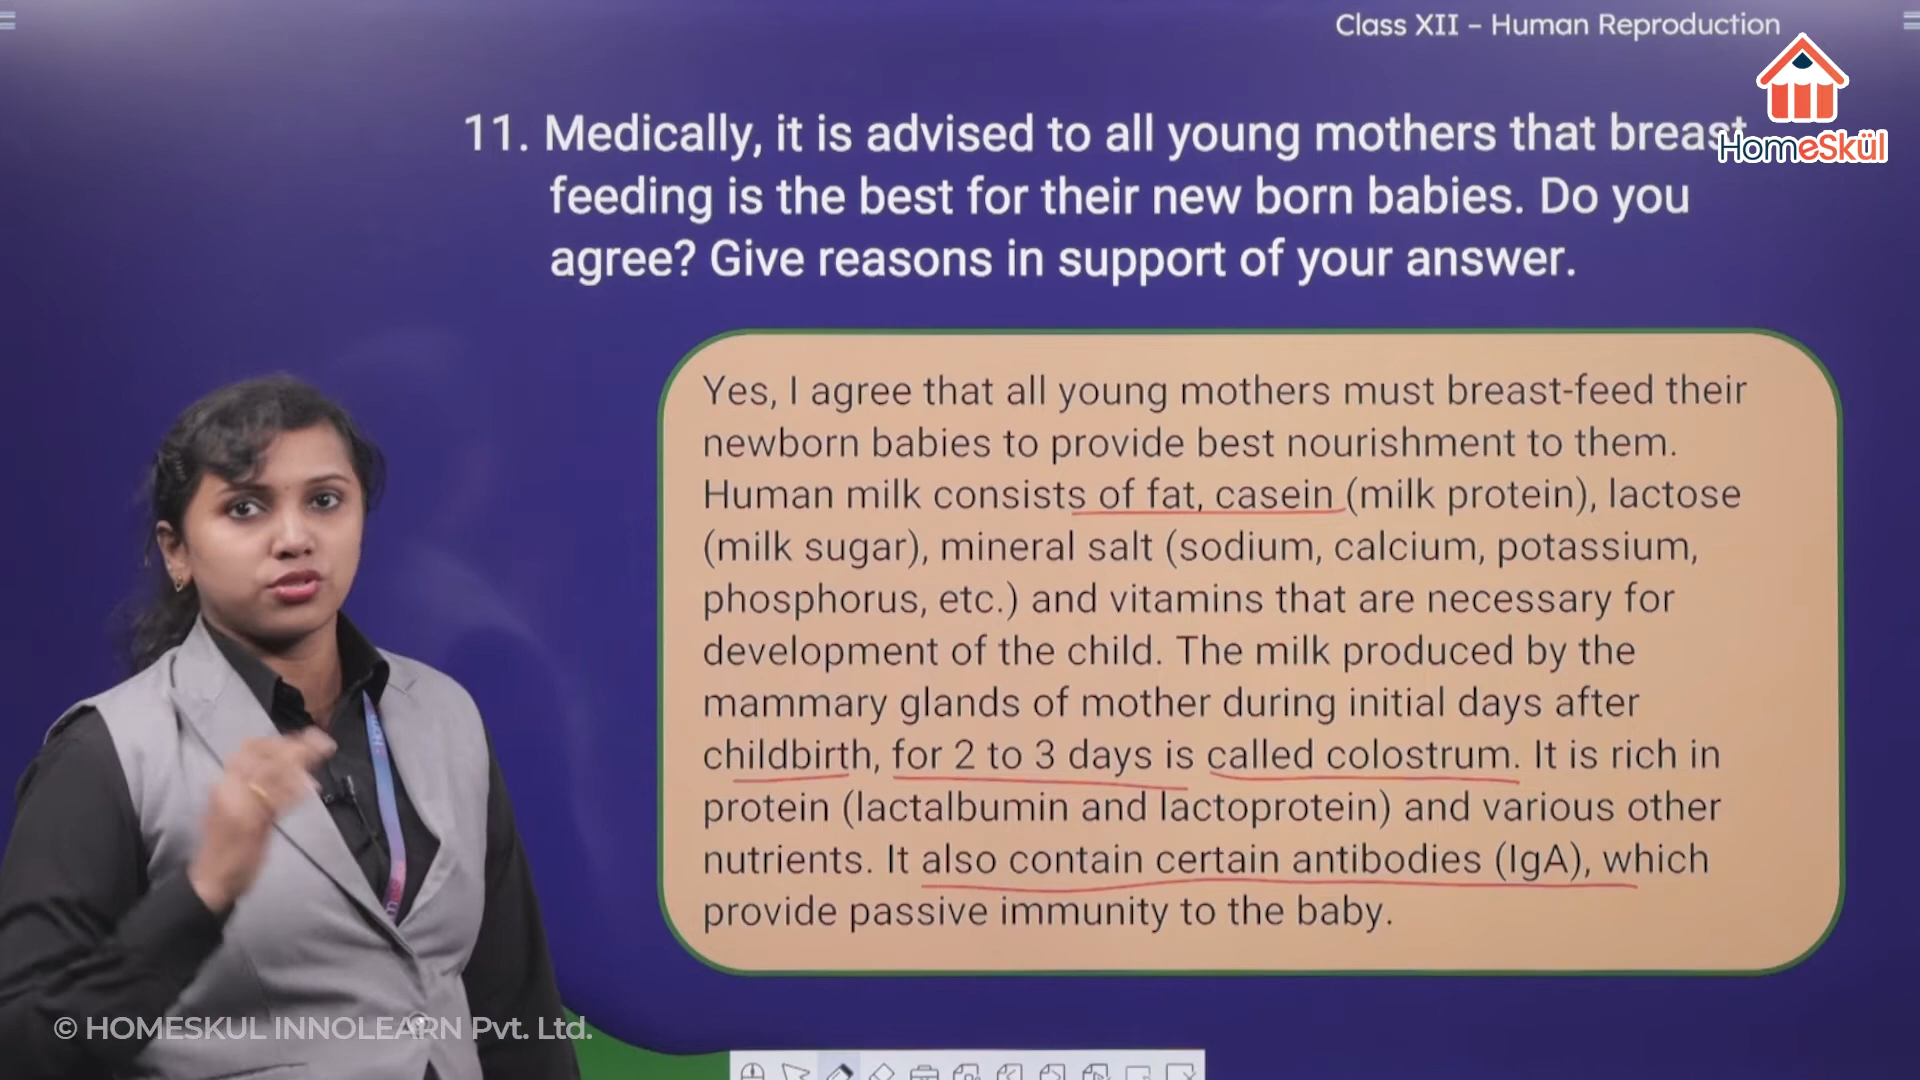 Class XII – Human Reproduction
HomeSkül
11. Medically, it is advised to all young mothers that breast
feeding is the best for their new born babies. Do you
agree? Give reasons in support of your answer.
Yes, I agree that all young mothers must breast-feed their
newborn babies to provide best nourishment to them.
Human milk consists of fat, casein (milk protein), lactose
(milk sugar), mineral salt (sodium, calcium, potassium,
phosphorus, etc.) and vitamins that are necessary for
development of the child. The milk produced by the
mammary glands of mother during initial days after
childbirth, for 2 to 3 days is called colostrum. It is rich in
protein (lactalbumin and lactoprotein) and various other
nutrients. It also contain certain antibodies (IgA), which
provide passive immunity to the baby.
© HOMESKUL INNOLEARN Pvt. Ltd.